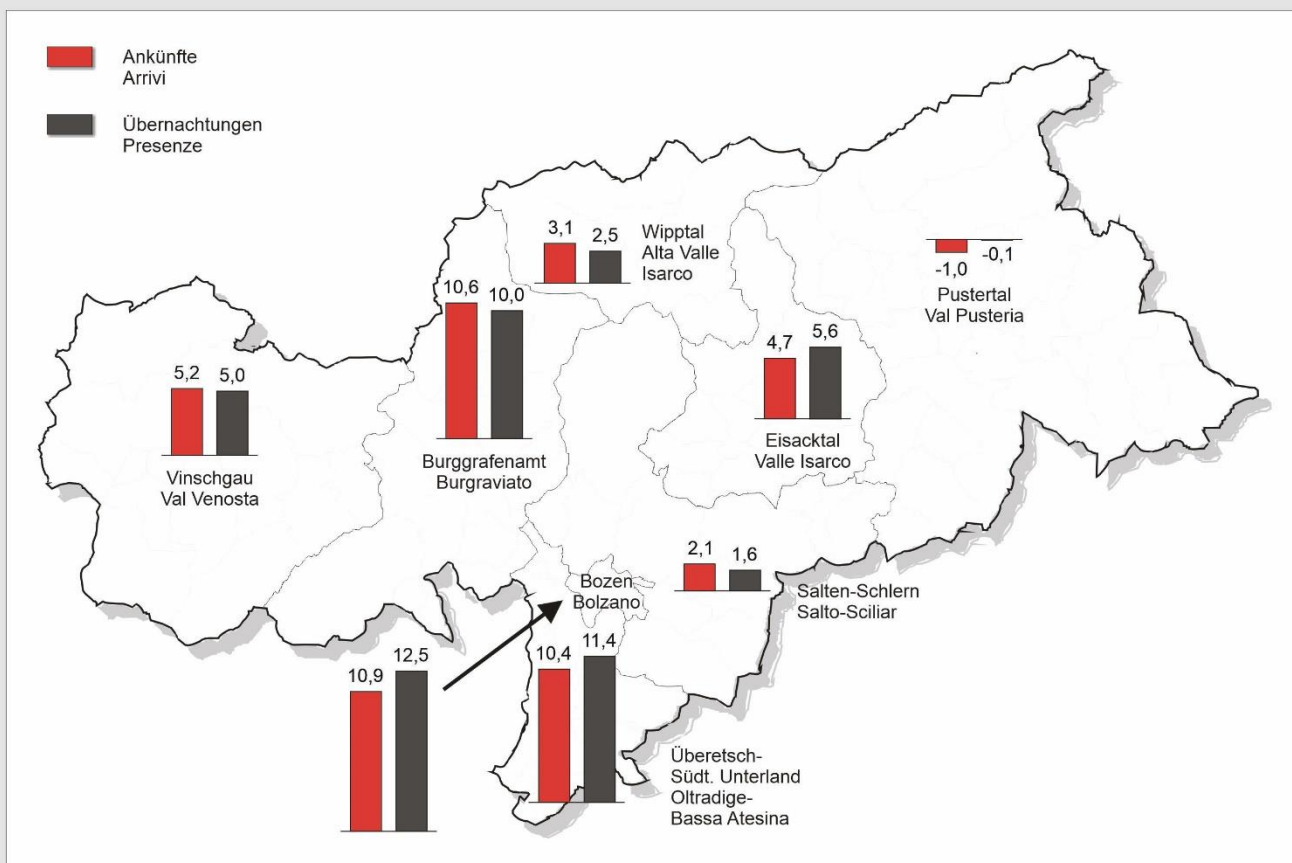 Ankünfte
Arrivi
Übernachtungen
Presenze
3,1 2,5
Wipptal
Alta Valle
Isarco
-1,0 -0,1
Pustertal
Val Pusteria
10,6 10,0
Burggrafenamt
Burgraviato
4,7 5,6
Eisacktal
Valle Isarco
5,2 5,0
Vinschgau
Val Venosta
2,1 1,6
Salten-Schlern
Salto-Sciliar
Bozen
Bolzano
10,9 12,5
10,4 11,4
Überetsch-
Südt. Unterland
Oltradige-
Bassa Atesina